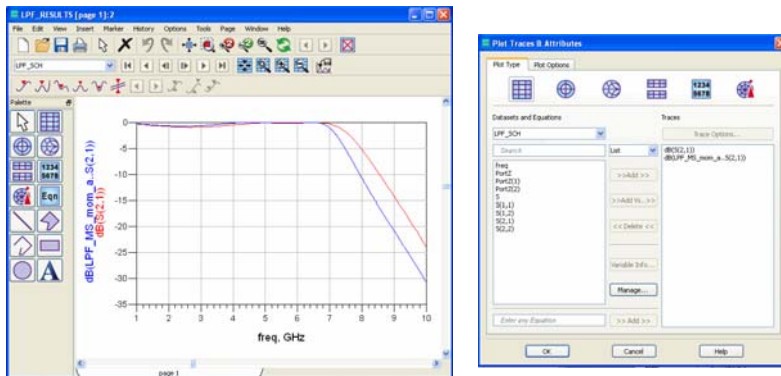 LPF_RESULTS [page 1]:2
File Edit View Insert Marker History Options Tools Page Window Help
LPF_SCH
Palette
Eqn
A
dB(LPF_MS_mom_a..S(2,1))
dB(S(2,1))
0
-5
-10
-15
-20
-25
-30
-35
1 2 3 4 5 6 7 8 9 10
freq, GHz
page 1
Plot Traces & Attributes
Plot Type Plot Options
1234
5678
Datasets and Equations
Traces
LPF_SCH
Trace Options...
Search
List
freq
PortZ
PortZ(1)
PortZ(2)
S
S(1,1)
S(1,2)
S(2,1)
S(2,2)
>>Add >>
>>Add Vs...>>
<< Delete <<
Variable Info...
Manage...
dB(S(2,1))
dB(LPF_MS_mom_a..S(2,1))
Enter any Equation
>> Add >>
OK Cancel Help